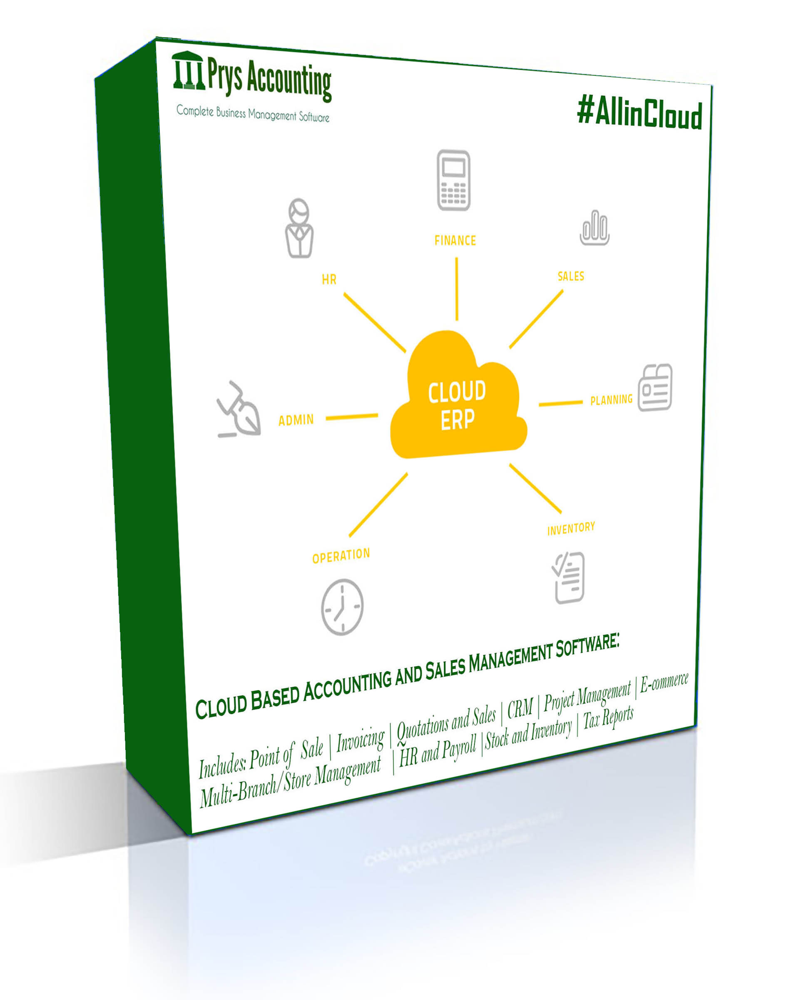 Prys Accounting
Complete Business Management Software
#AllinCloud
FINANCE
HR
SALES
CLOUD
ERP
PLANNING
ADMIN
INVENTORY
OPERATION
CLOUD BASED ACCOUNTING AND SALES MANAGEMENT SOFTWARE:
Includes: Point of Sale | Invoicing | Quotations and Sales | CRM | Project Management | E-commerce
Multi-Branch/Store Management | HR and Payroll | Stock and Inventory | Tax Reports